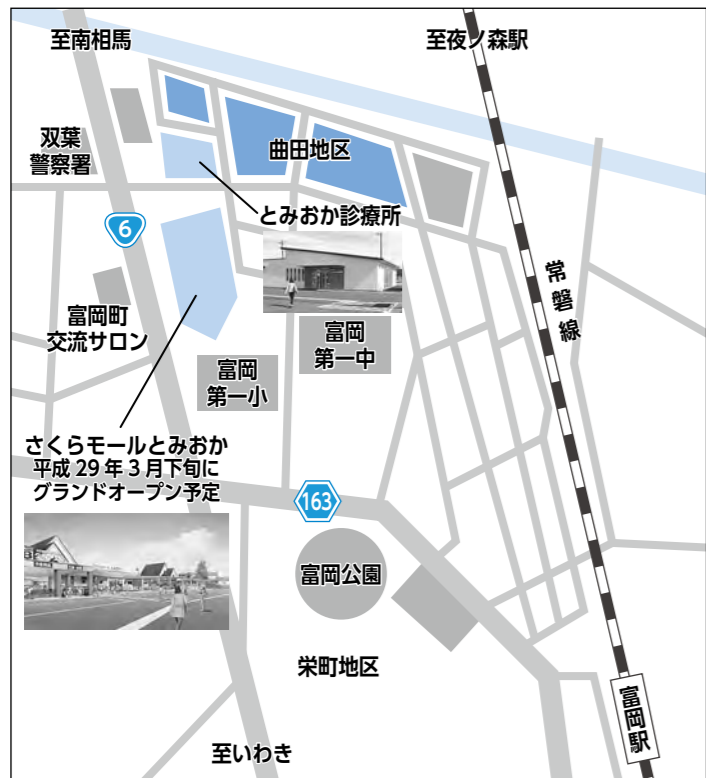 至南相馬
至夜ノ森駅
双葉
警察署
曲田地区
とみおか診療所
6
常磐線
富岡町
交流サロン
富岡
第一中
富岡
第一小
さくらモールとみおか
平成29年3月下旬に
グランドオープン予定
163
富岡公園
栄町地区
富岡駅
至いわき